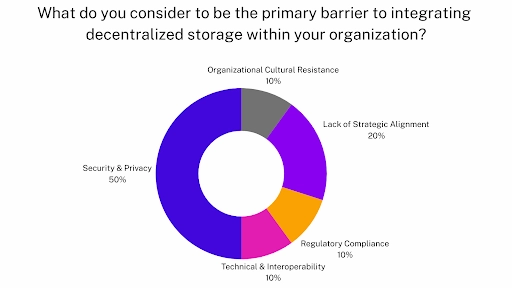 What do you consider to be the primary barrier to integrating
decentralized storage within your organization?
Organizational Cultural Resistance
10%
Lack of Strategic Alignment
20%
Security & Privacy
50%
Regulatory Compliance
10%
Technical & Interoperability
10%